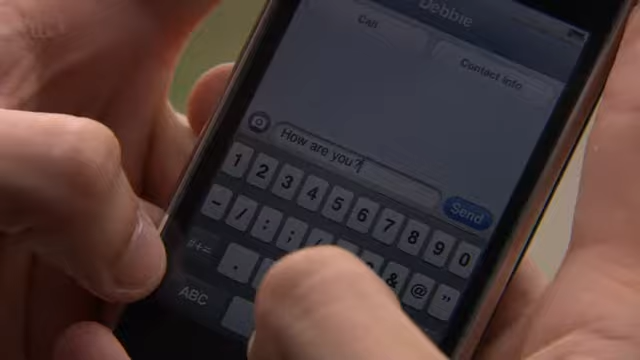 Debbie
Call
Contact Info
How are you?
Send
1 2 3 4 5 6 7 8 9 0
- / : ;
& @ "
#+= .
ABC